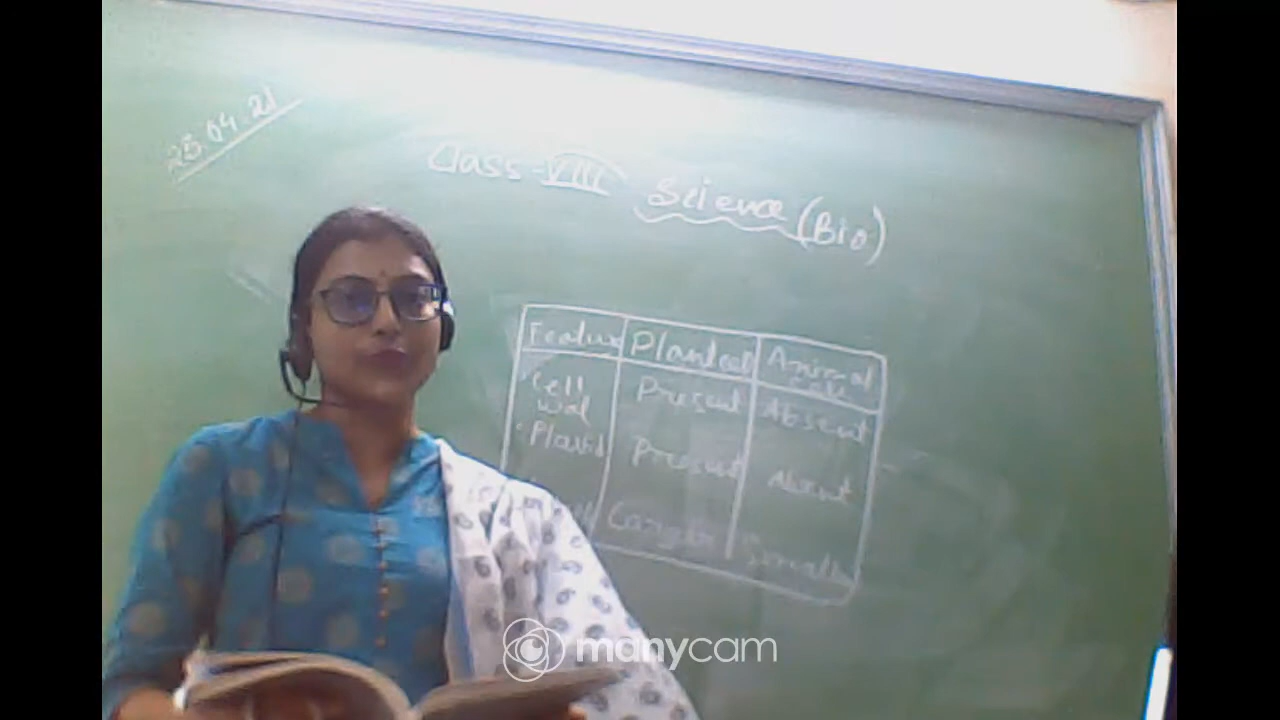 25.04.21
Class-VIII
Science (Bio)
Feature Plant cell Animal cell
Cell wall Present Absent
Plastid Present Absent
manycam